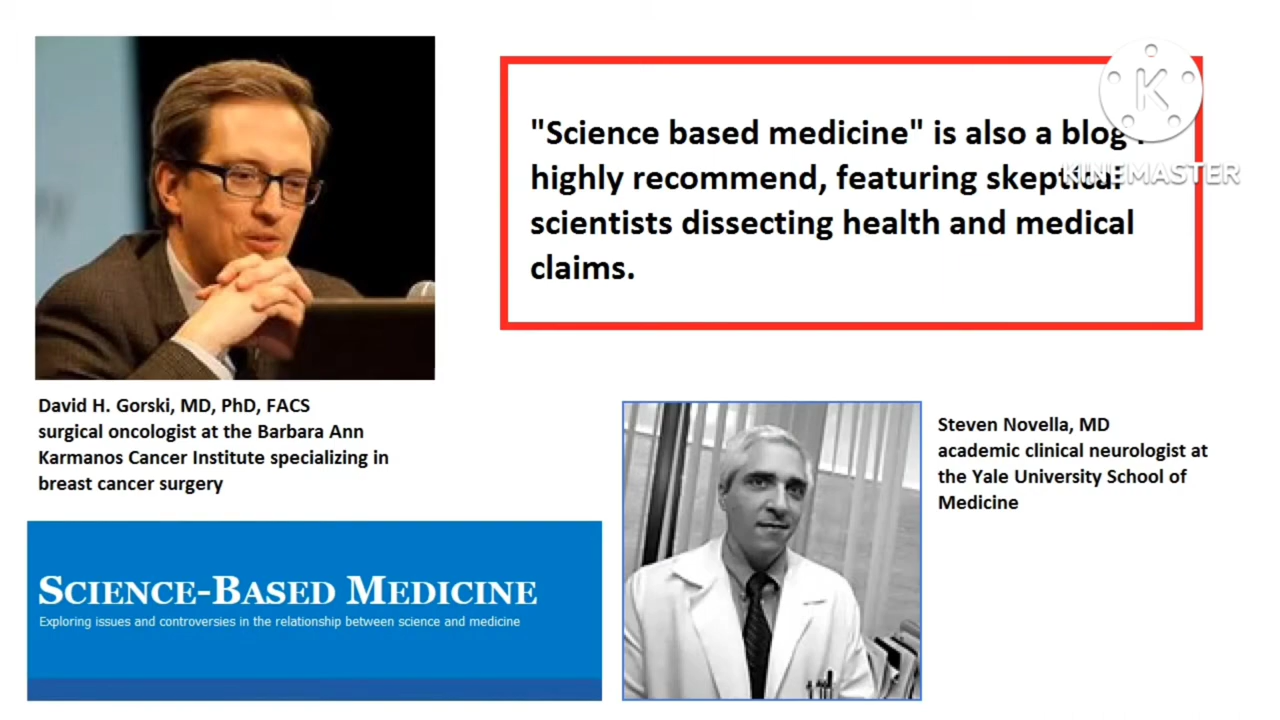 "Science based medicine" is also a blog
highly recommend, featuring skeptical
scientists dissecting health and medical
claims.
KINEMASTER
David H. Gorski, MD, PhD, FACS
surgical oncologist at the Barbara Ann
Karmanos Cancer Institute specializing in
breast cancer surgery
Steven Novella, MD
academic clinical neurologist at
the Yale University School of
Medicine
SCIENCE-BASED MEDICINE
Exploring issues and controversies in the relationship between science and medicine